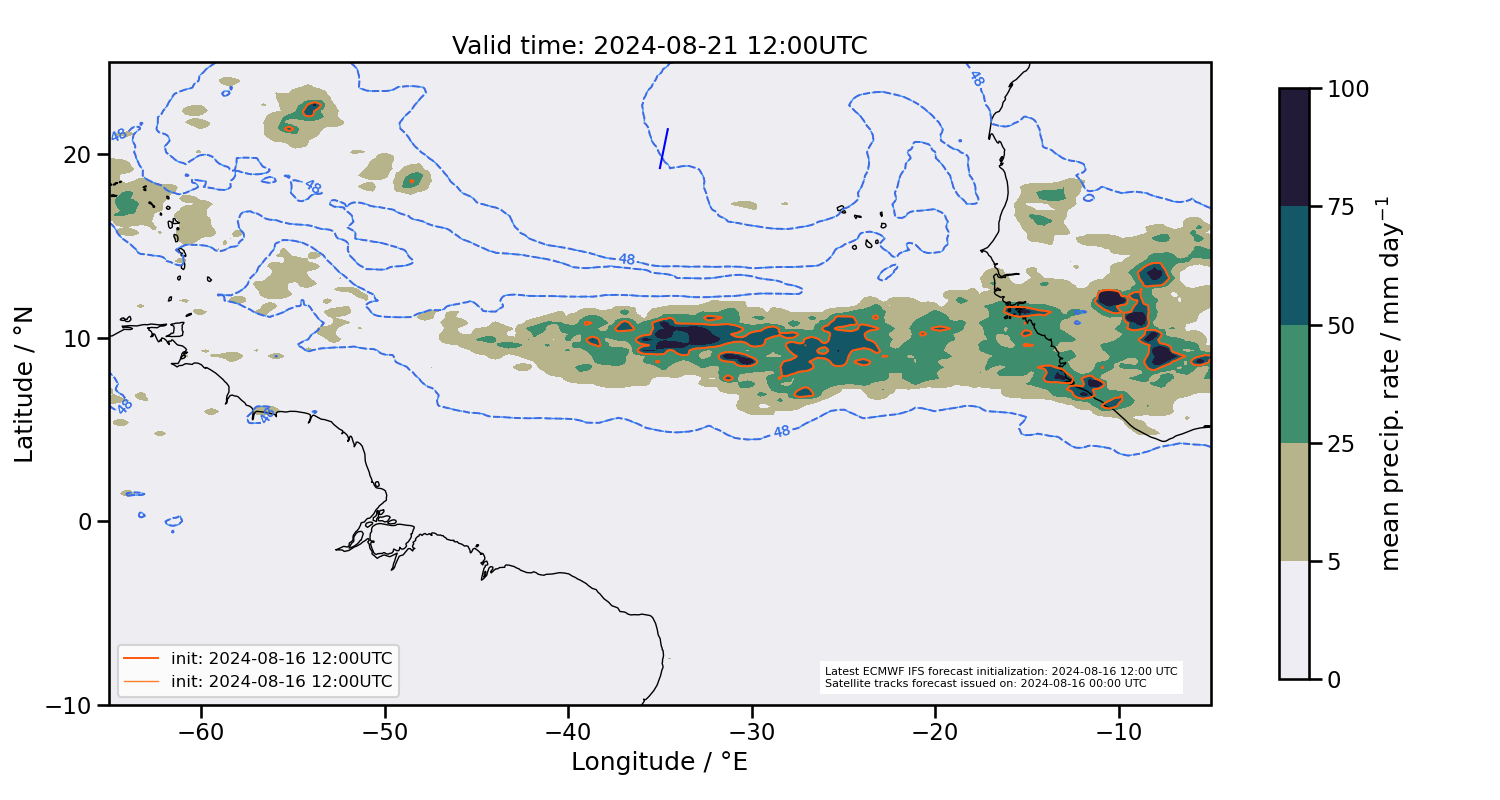 Valid time: 2024-08-21 12:00UTC
Latitude / °N
20
10
0
−10
48
48
48
48
48
48
48
init: 2024-08-16 12:00UTC
init: 2024-08-16 12:00UTC
Latest ECMWF IFS forecast initialization: 2024-08-16 12:00 UTC
Satellite tracks forecast issued on: 2024-08-16 00:00 UTC
−60
−50
−40
−30
−20
−10
Longitude / °E
100
75
50
25
5
0
mean precip. rate / mm day⁻¹